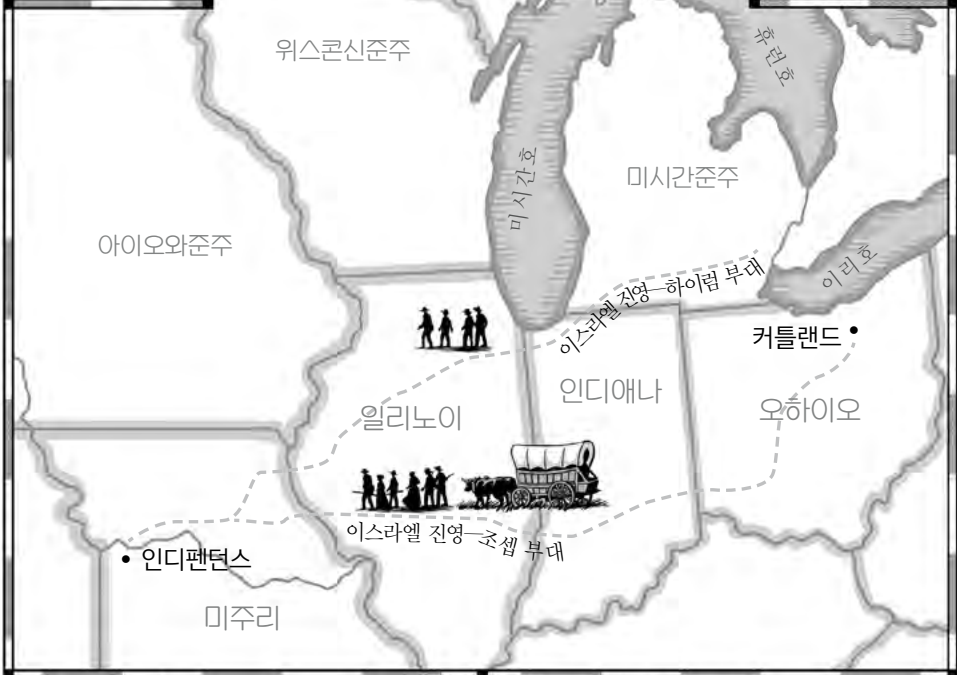 위스콘신준주
휴런호
미시간호
미시간준주
아이오와준주
이리호
이스라엘 진영—하이럼 부대
커틀랜드
인디애나
일리노이
오하이오
이스라엘 진영—조셉 부대
인디펜던스
미주리